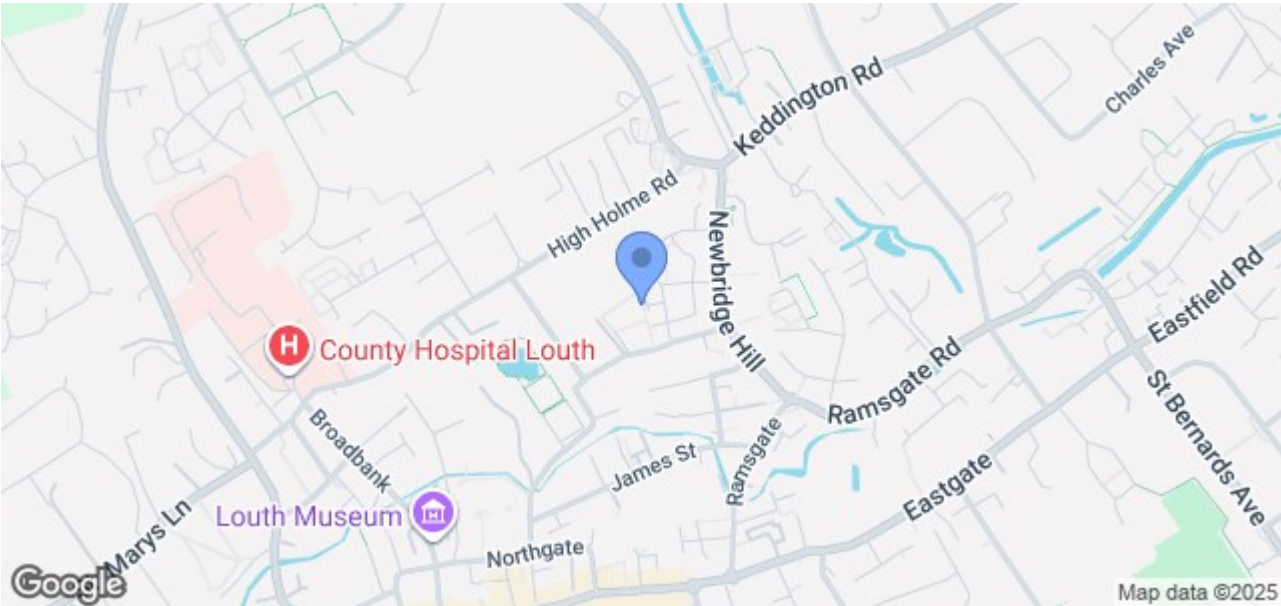 Charles Ave
Keddington Rd
High Holme Rd
Newbridge Hill
Eastfield Rd
H
County Hospital Louth
Ramsgate Rd
St Bernards Ave
Broadbank
Ramsgate
James St
Eastgate
Louth Museum
Marys Ln
Northgate
Google
Map data ©2025